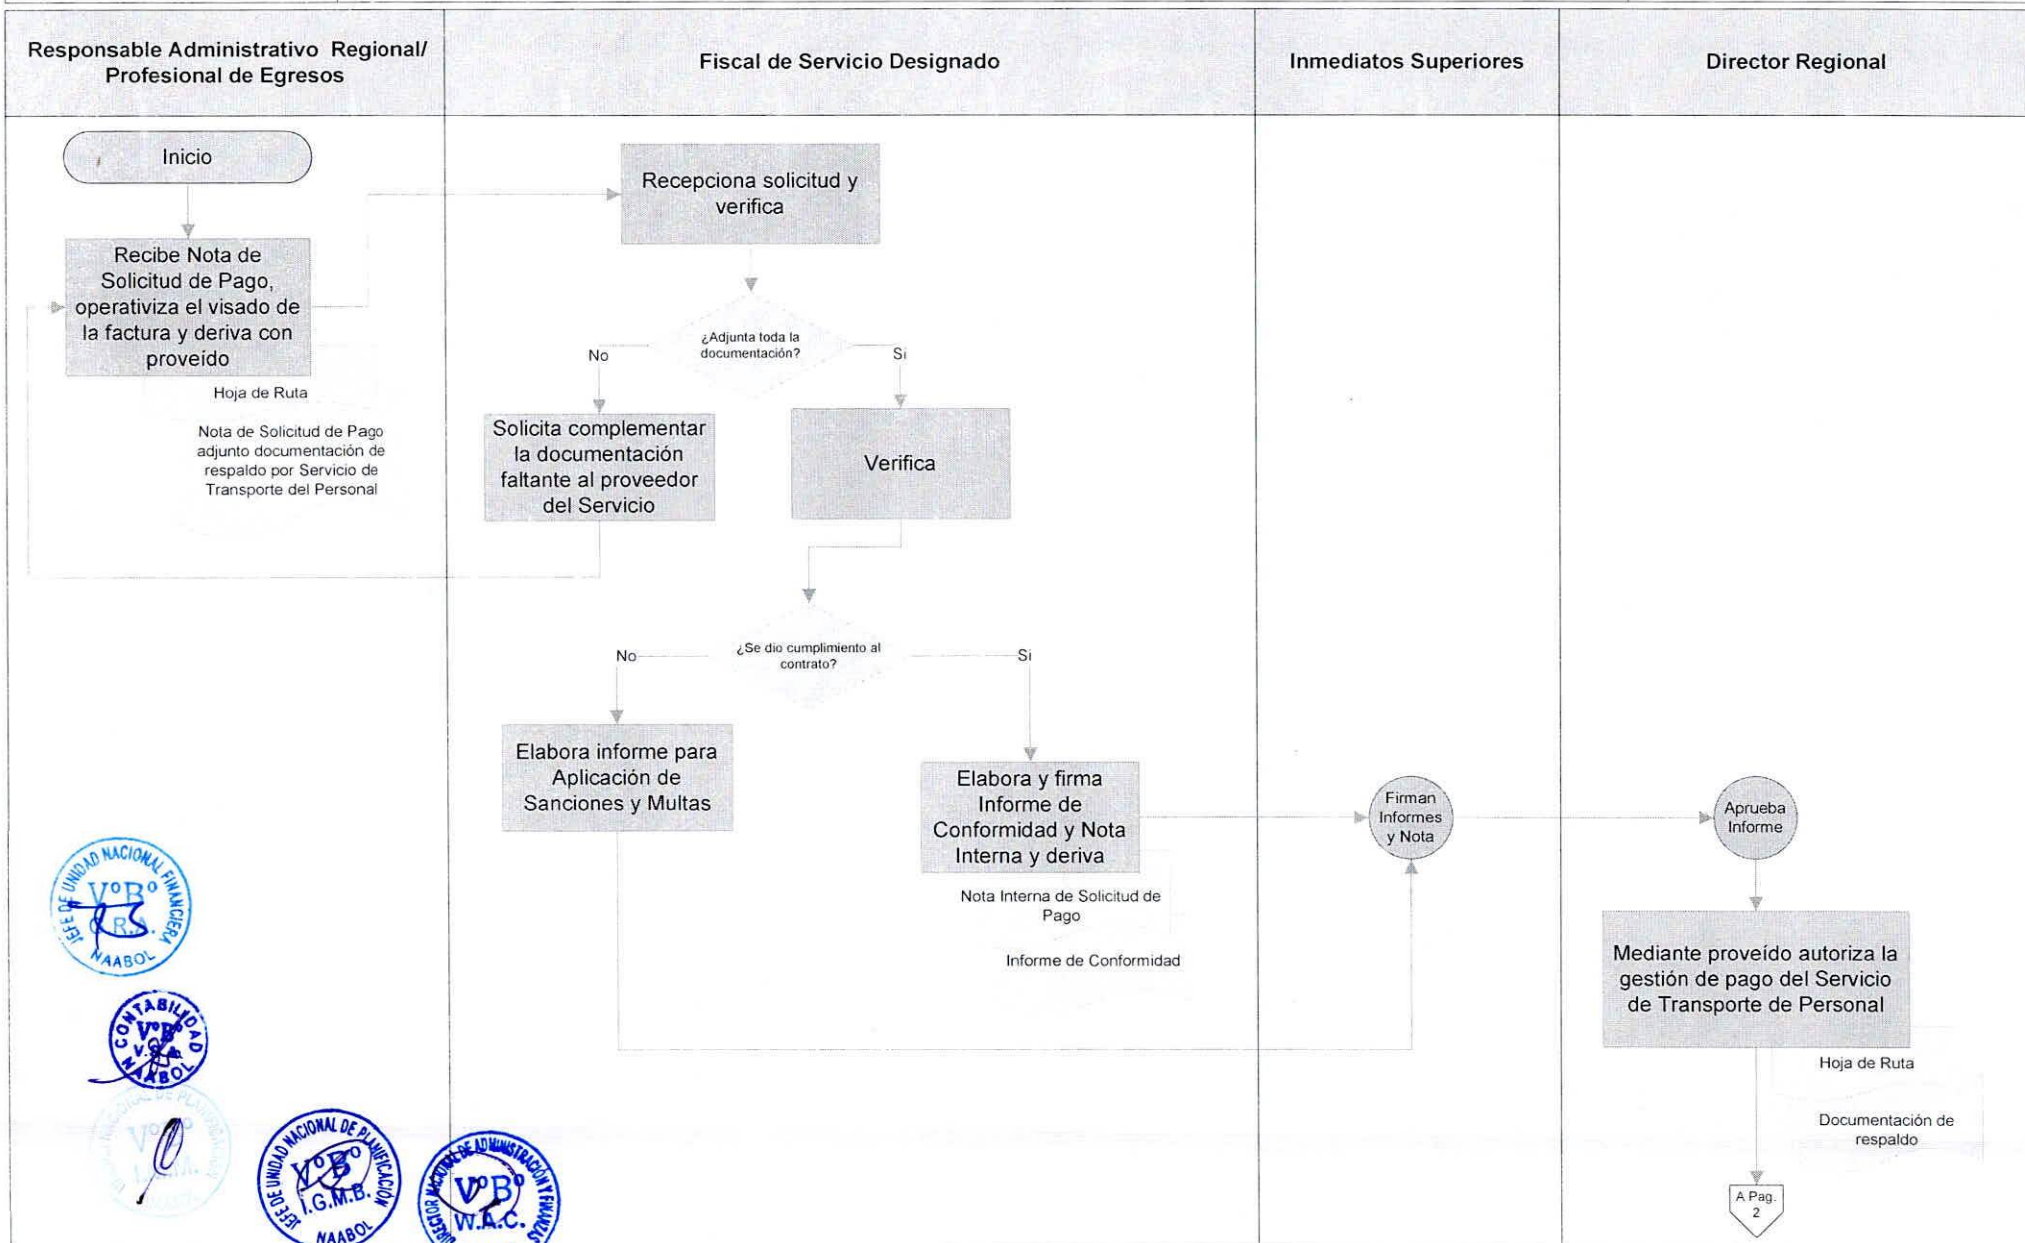 Responsable Administrativo Regional/
Profesional de Egresos
Fiscal de Servicio Designado
Inmediatos Superiores
Director Regional
Inicio
Recibe Nota de
Solicitud de Pago,
operativiza el visado de
la factura y deriva con
proveído
Hoja de Ruta
Nota de Solicitud de Pago
adjunto documentación de
respaldo por Servicio de
Transporte del Personal
Recepciona solicitud y
verifica
¿Adjunta toda la
documentación?
No
Si
Solicita complementar
la documentación
faltante al proveedor
del Servicio
Verifica
¿Se dio cumplimiento al
contrato?
No
Si
Elabora informe para
Aplicación de
Sanciones y Multas
Elabora y firma
Informe de
Conformidad y Nota
Interna y deriva
Nota Interna de Solicitud de
Pago
Informe de Conformidad
Firman
Informes
y Nota
Aprueba
Informe
Mediante proveído autoriza la
gestión de pago del Servicio
de Transporte de Personal
Hoja de Ruta
Documentación de
respaldo
A Pag.
2
JEFE DE UNIDAD NACIONAL FINANCIERA
VºBº
R.A.
NAABOL
CONTABILIDAD
VºBº
NAABOL
NACIONAL DE
VºBº
JEFE DE UNIDAD NACIONAL DE PLANIFICACIÓN
VºBº
I.G.M.B.
NAABOL
DIRECTOR NACIONAL DE ADMINISTRACIÓN Y FINANZAS
VºBº
W.A.C.